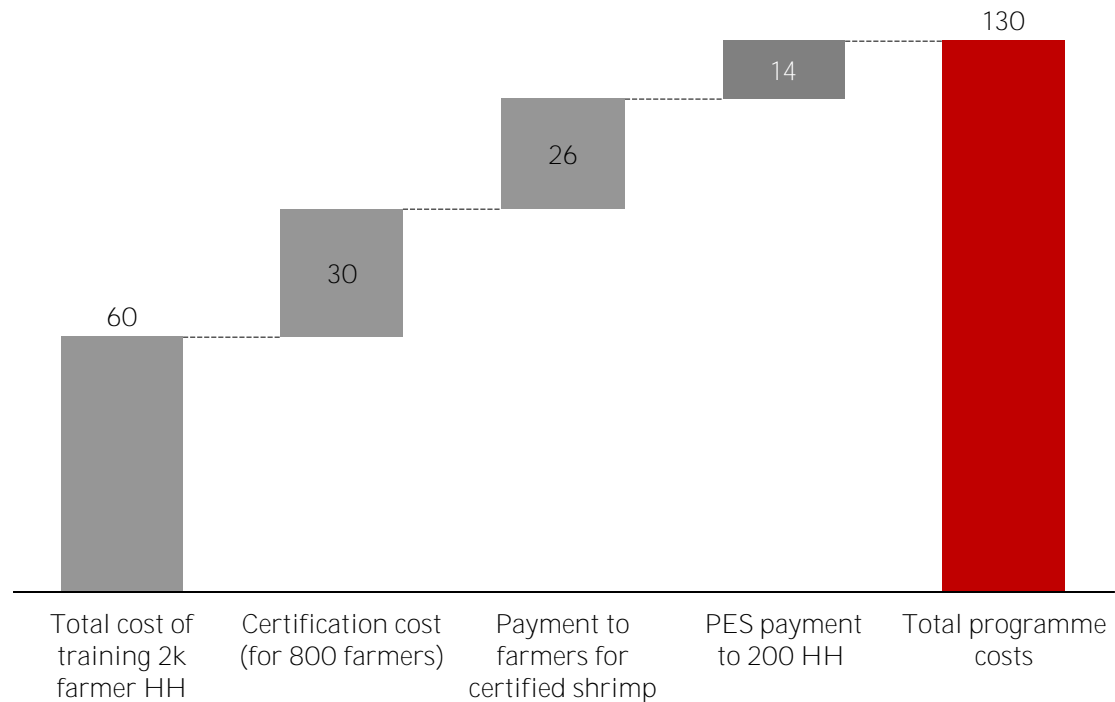 130
14
26
30
60
Total cost of
training 2k
farmer HH
Certification cost
(for 800 farmers)
Payment to
farmers for
certified shrimp
PES payment
to 200 HH
Total programme
costs